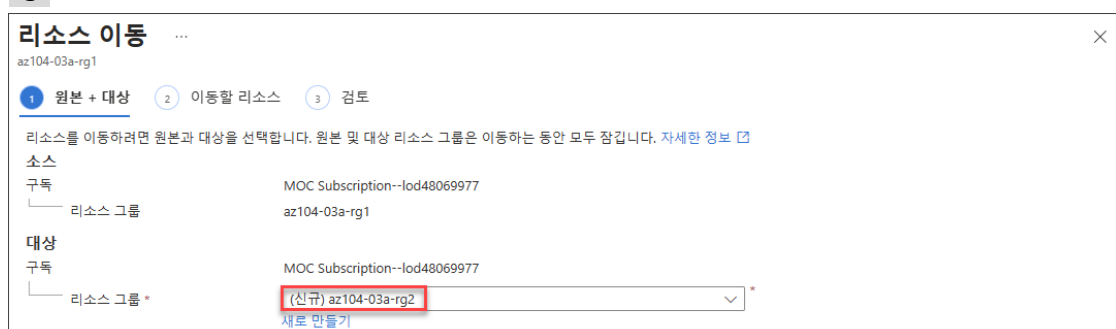 리소스 이동 ...
az104-03a-rg1
1 원본 + 대상 2 이동할 리소스 3 검토
리소스를 이동하려면 원본과 대상을 선택합니다. 원본 및 대상 리소스 그룹은 이동하는 동안 모두 잠깁니다. 자세한 정보
소스
구독 MOC Subscription--lod48069977
리소스 그룹 az104-03a-rg1
대상
구독 MOC Subscription--lod48069977
리소스 그룹 * (신규) az104-03a-rg2 *
새로 만들기